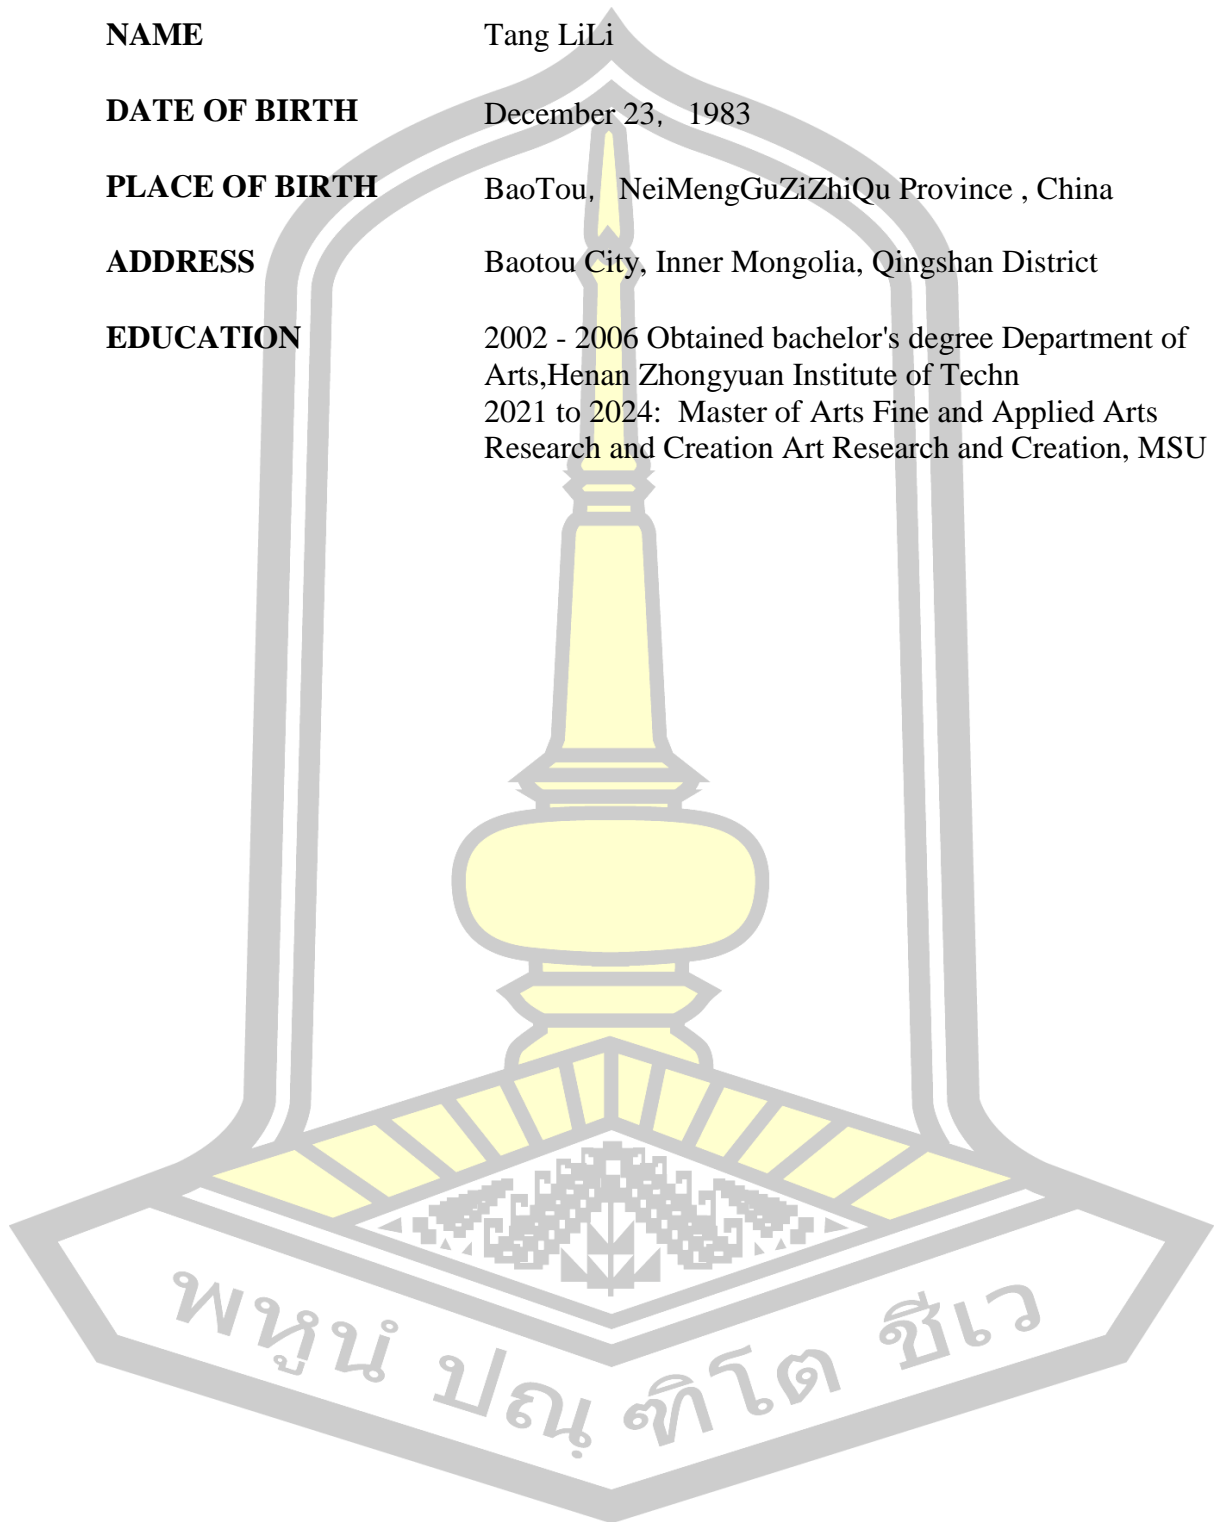 NAME Tang LiLi
DATE OF BIRTH December 23， 1983
PLACE OF BIRTH BaoTou， NeiMengGuZiZhiQu Province , China
ADDRESS Baotou City, Inner Mongolia, Qingshan District
EDUCATION 2002 - 2006 Obtained bachelor's degree Department of
Arts,Henan Zhongyuan Institute of Techn
2021 to 2024:  Master of Arts Fine and Applied Arts
Research and Creation Art Research and Creation, MSU
พหูนํ ปณฺฑิโต ชีเว